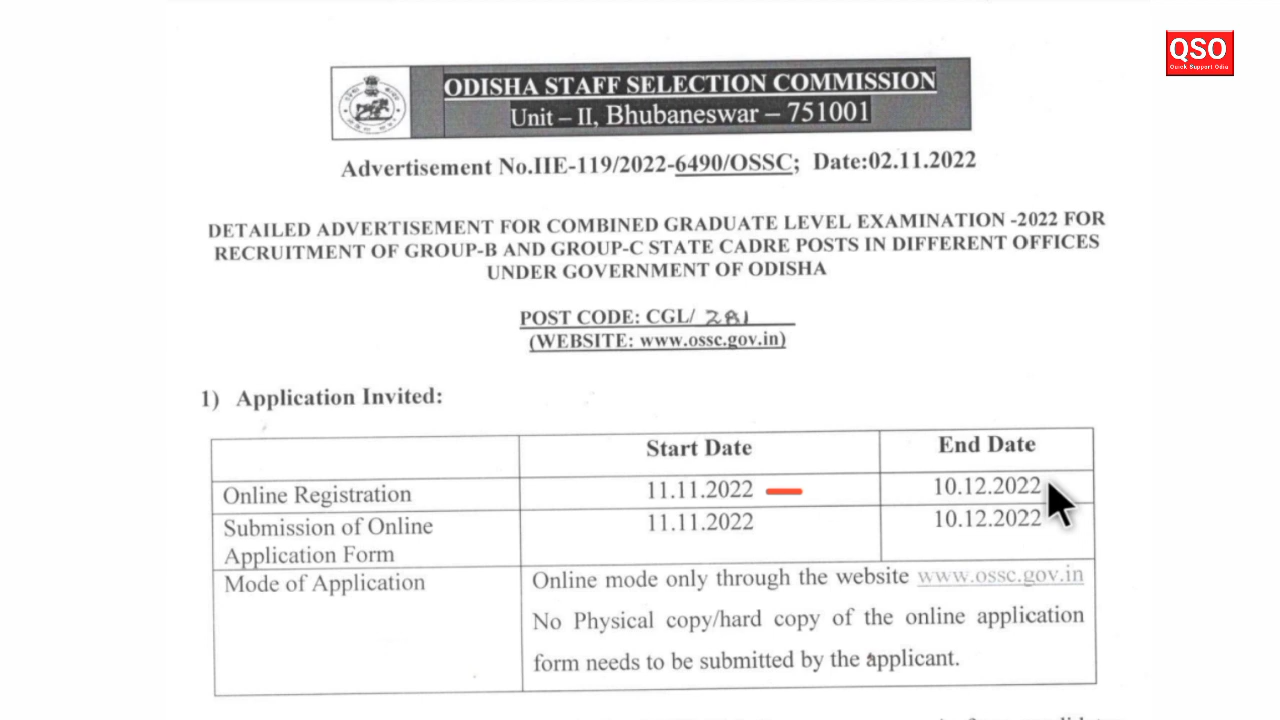 QSO
Quick Support Odia
ODISHA STAFF SELECTION COMMISSION
Unit – II, Bhubaneswar – 751001
Advertisement No.IIE-119/2022-6490/OSSC; Date:02.11.2022
DETAILED ADVERTISEMENT FOR COMBINED GRADUATE LEVEL EXAMINATION -2022 FOR
RECRUITMENT OF GROUP-B AND GROUP-C STATE CADRE POSTS IN DIFFERENT OFFICES
UNDER GOVERNMENT OF ODISHA
POST CODE: CGL/
(WEBSITE: www.ossc.gov.in)
1) Application Invited:
Start Date
End Date
Online Registration
11.11.2022
10.12.2022
Submission of Online
Application Form
11.11.2022
10.12.2022
Mode of Application
Online mode only through the website www.ossc.gov.in
No Physical copy/hard copy of the online application
form needs to be submitted by the applicant.